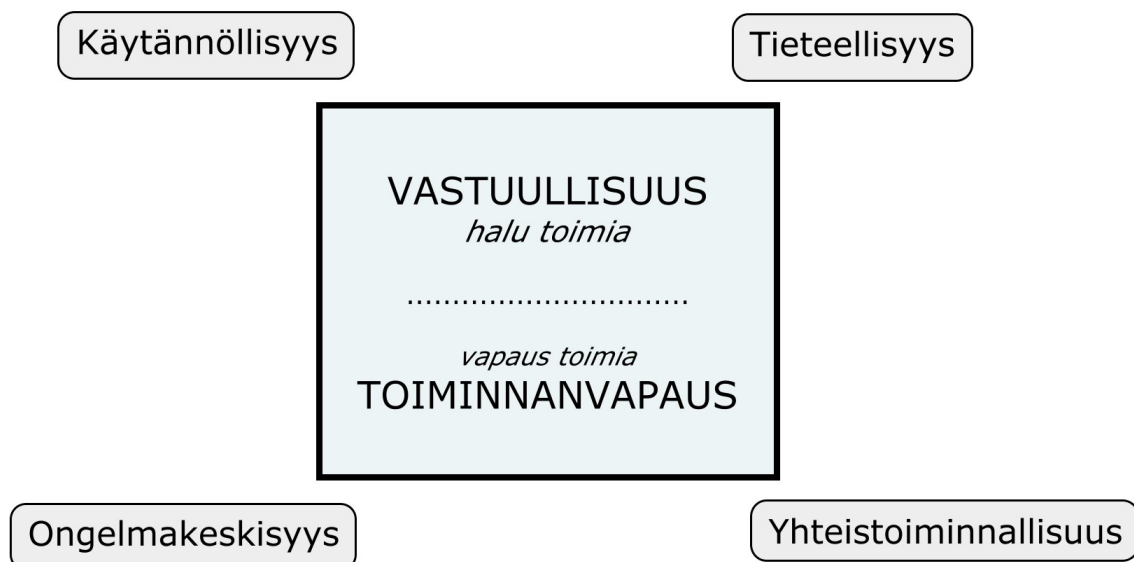 Käytännöllisyys
Tieteellisyys
VASTUULLISUUS
halu toimia
...............................
vapaus toimia
TOIMINNANVAPAUS
Ongelmakeskisyys
Yhteistoiminnallisuus